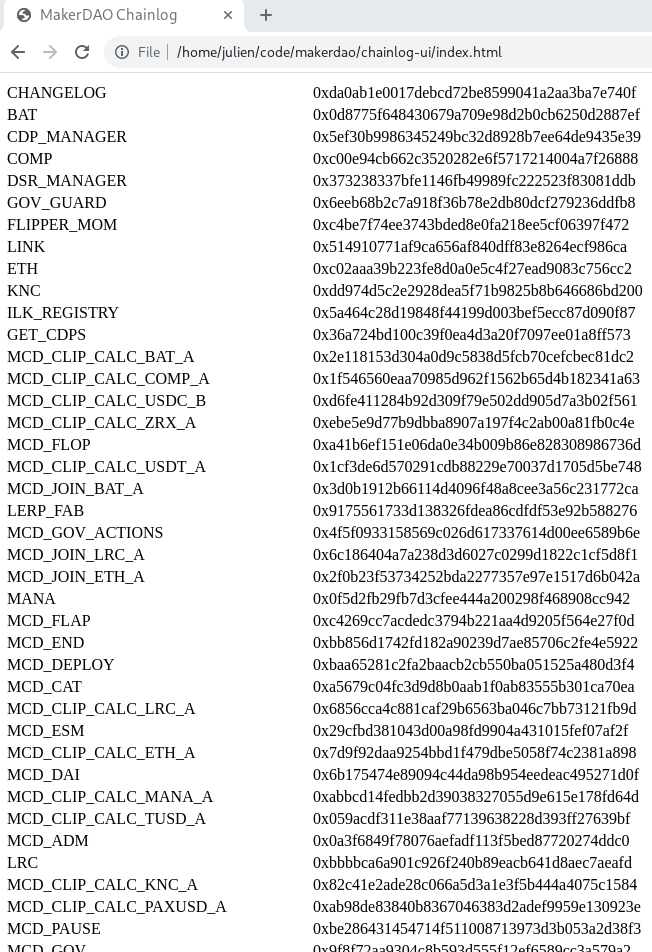 MakerDAO Chainlog
File /home/julien/code/makerdao/chainlog-ui/index.html
CHANGELOG 0xda0ab1e0017debcd72be8599041a2aa3ba7e740f
BAT 0x0d8775f648430679a709e98d2b0cb6250d2887ef
CDP_MANAGER 0x5ef30b9986345249bc32d8928b7ee64de9435e39
COMP 0xc00e94cb662c3520282e6f5717214004a7f26888
DSR_MANAGER 0x373238337bfe1146fb49989fc222523f83081ddb
GOV_GUARD 0x6eeb68b2c7a918f36b78e2db80dcf279236ddfb8
FLIPPER_MOM 0xc4be7f74ee3743bded8e0fa218ee5cf06397f472
LINK 0x514910771af9ca656af840dff83e8264ecf986ca
ETH 0xc02aaa39b223fe8d0a0e5c4f27ead9083c756cc2
KNC 0xdd974d5c2e2928dea5f71b9825b8b646686bd200
ILK_REGISTRY 0x5a464c28d19848f44199d003bef5ecc87d090f87
GET_CDPS 0x36a724bd100c39f0ea4d3a20f7097ee01a8ff573
MCD_CLIP_CALC_BAT_A 0x2e118153d304a0d9c5838d5fcb70cefcbec81dc2
MCD_CLIP_CALC_COMP_A 0x1f546560eaa70985d962f1562b65d4b182341a63
MCD_CLIP_CALC_USDC_B 0xd6fe411284b92d309f79e502dd905d7a3b02f561
MCD_CLIP_CALC_ZRX_A 0xebe5e9d77b9dbba8907a197f4c2ab00a81fb0c4e
MCD_FLOP 0xa41b6ef151e06da0e34b009b86e828308986736d
MCD_CLIP_CALC_USDT_A 0x1cf3de6d570291cdb88229e70037d1705d5be748
MCD_JOIN_BAT_A 0x3d0b1912b66114d4096f48a8cee3a56c231772ca
LERP_FAB 0x9175561733d138326fdea86cdfdf53e92b588276
MCD_GOV_ACTIONS 0x4f5f0933158569c026d617337614d00ee6589b6e
MCD_JOIN_LRC_A 0x6c186404a7a238d3d6027c0299d1822c1cf5d8f1
MCD_JOIN_ETH_A 0x2f0b23f53734252bda2277357e97e1517d6b042a
MANA 0x0f5d2fb29fb7d3cfee444a200298f468908cc942
MCD_FLAP 0xc4269cc7acdedc3794b221aa4d9205f564e27f0d
MCD_END 0xbb856d1742fd182a90239d7ae85706c2fe4e5922
MCD_DEPLOY 0xbaa65281c2fa2baacb2cb550ba051525a480d3f4
MCD_CAT 0xa5679c04fc3d9d8b0aab1f0ab83555b301ca70ea
MCD_CLIP_CALC_LRC_A 0x6856cca4c881caf29b6563ba046c7bb73121fb9d
MCD_ESM 0x29cfbd381043d00a98fd9904a431015fef07af2f
MCD_CLIP_CALC_ETH_A 0x7d9f92daa9254bbd1f479dbe5058f74c2381a898
MCD_DAI 0x6b175474e89094c44da98b954eedeac495271d0f
MCD_CLIP_CALC_MANA_A 0xabbcd14fedbb2d39038327055d9e615e178fd64d
MCD_CLIP_CALC_TUSD_A 0x059acdf311e38aaf77139638228d393ff27639bf
MCD_ADM 0x0a3f6849f78076aefadf113f5bed87720274ddc0
LRC 0xbbbbca6a901c926f240b89eacb641d8aec7aeafd
MCD_CLIP_CALC_KNC_A 0x82c41e2ade28c066a5d3a1e3f5b444a4075c1584
MCD_CLIP_CALC_PAXUSD_A 0xab98de83840b8367046383d2adef9959e130923e
MCD_PAUSE 0xbe286431454714f511008713973d3b053a2d38f3
MCD_GOV 0x9f8f72aa9304c8b593d555f12ef6589cc3a579a2